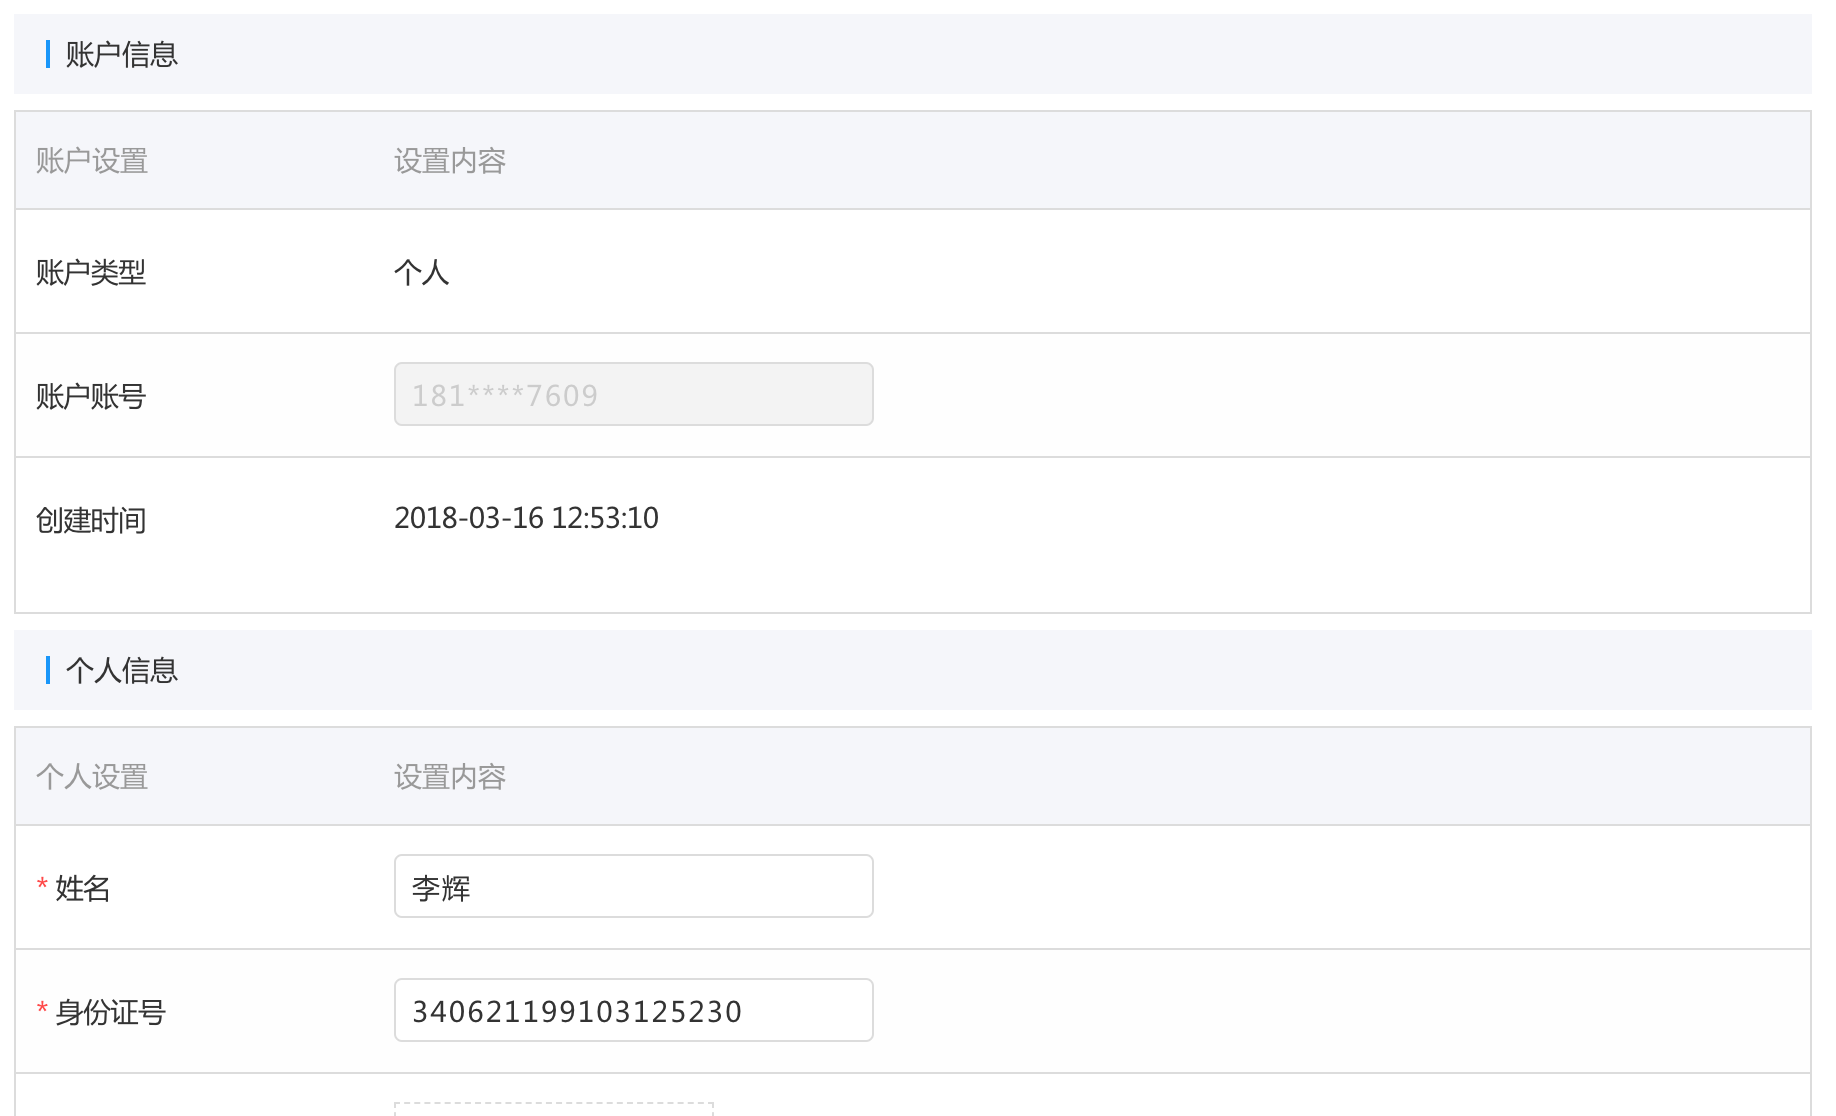 账户信息
账户设置 设置内容
账户类型 个人
账户账号 181****7609
创建时间 2018-03-16 12:53:10
个人信息
个人设置 设置内容
* 姓名 李辉
* 身份证号 340621199103125230